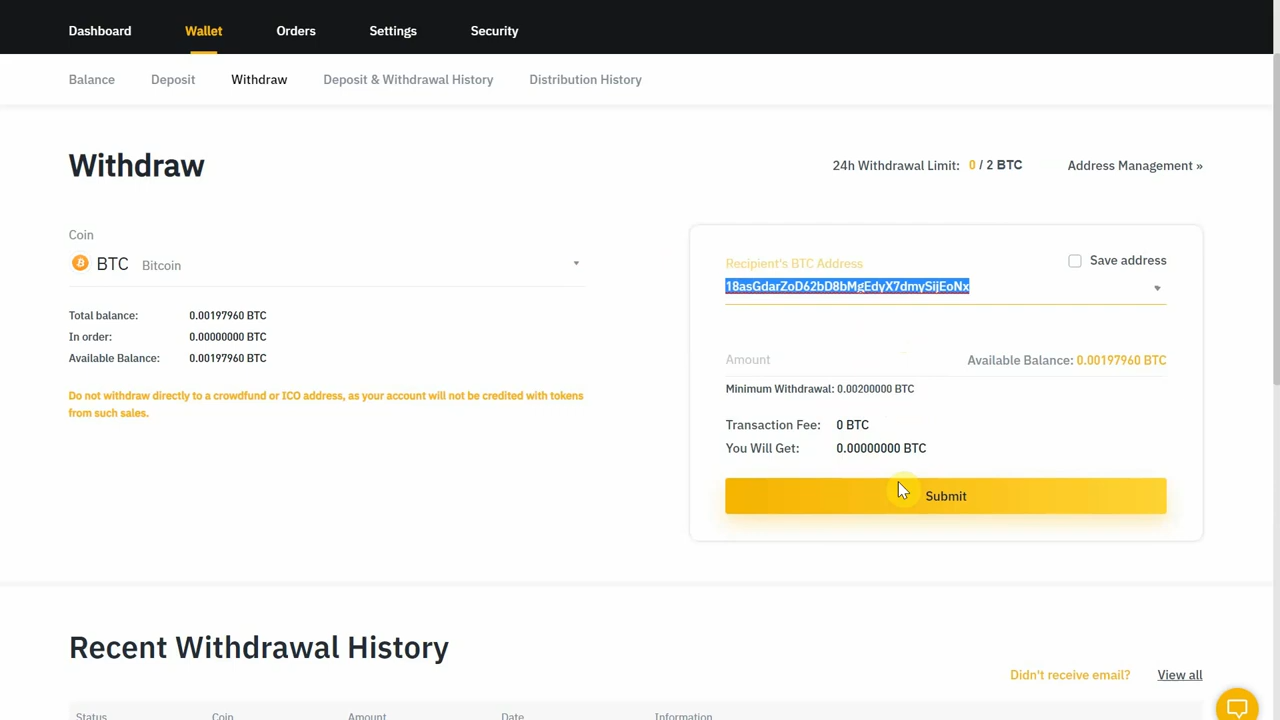 Dashboard Wallet Orders Settings Security
Balance Deposit Withdraw Deposit & Withdrawal History Distribution History
Withdraw
24h Withdrawal Limit: 0 / 2 BTC Address Management »
Coin
BTC Bitcoin
Total balance: 0.00197960 BTC
In order: 0.00000000 BTC
Available Balance: 0.00197960 BTC
Do not withdraw directly to a crowdfund or ICO address, as your account will not be credited with tokens
from such sales.
Recipient's BTC Address Save address
18asGdarZoD62bD8bMgEdyX7dmySijEoNx
Amount Available Balance: 0.00197960 BTC
Minimum Withdrawal: 0.00200000 BTC
Transaction Fee: 0 BTC
You Will Get: 0.00000000 BTC
Submit
Recent Withdrawal History
Didn't receive email? View all
Status Coin Amount Date Information